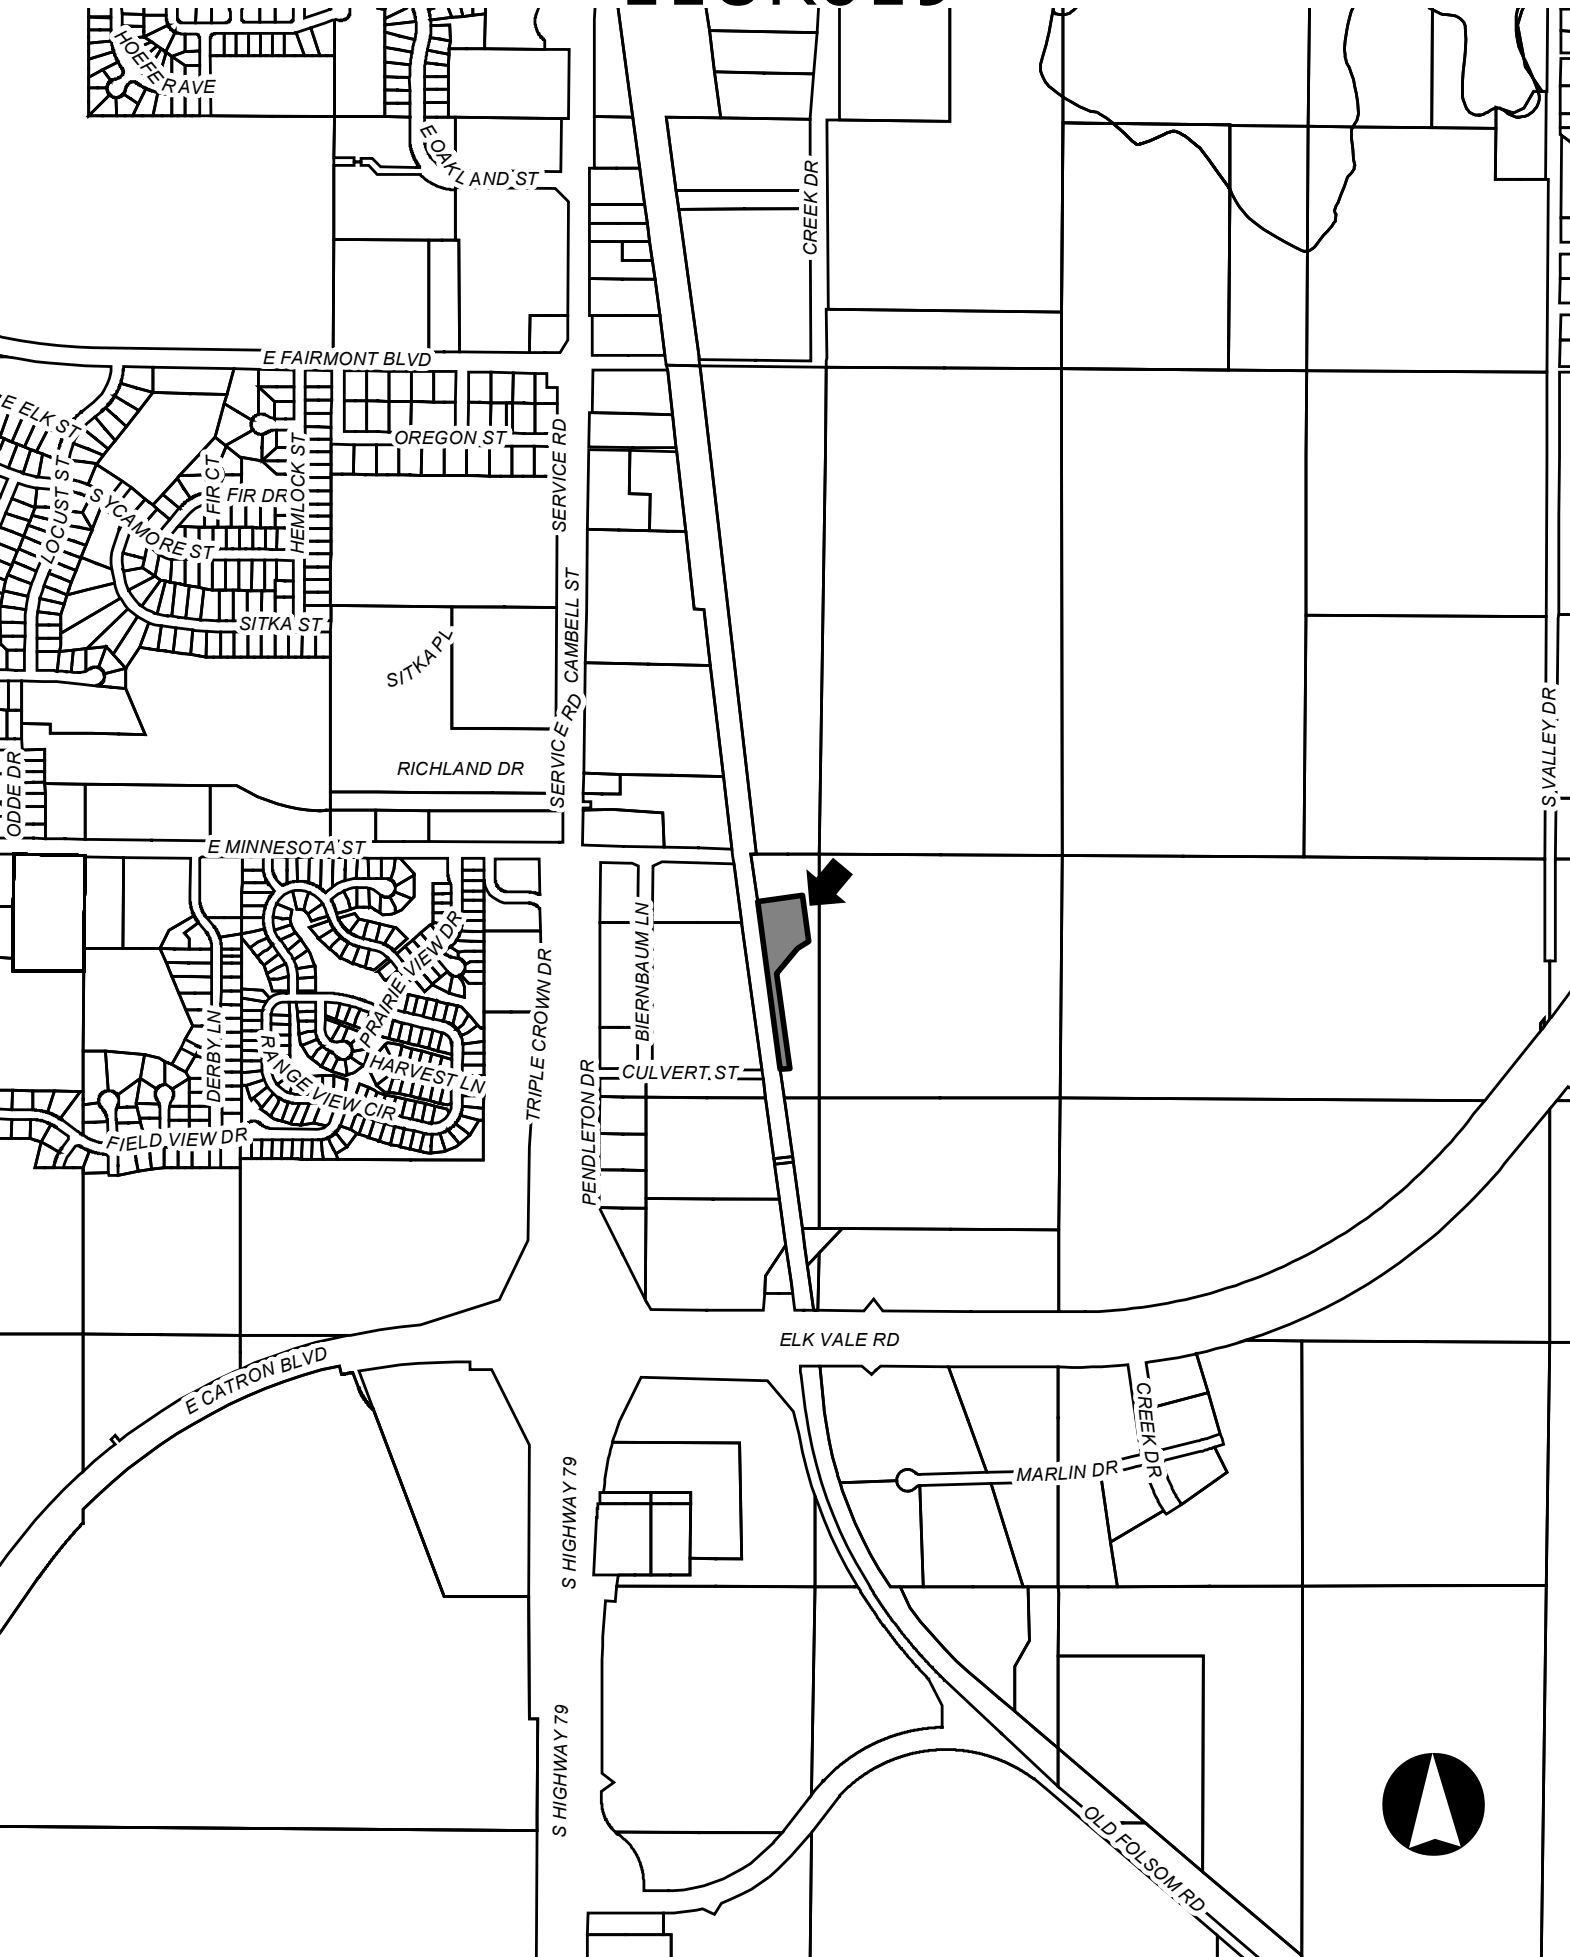 HOEFER AVE
E OAKLAND ST
CREEK DR
E FAIRMONT BLVD
E ELK ST
OREGON ST
SERVICE RD
LOCUST ST
SYCAMORE ST
FIR CT
FIR DR
HEMLOCK ST
SITKA ST
SITKA PL
CAMBELL ST
SERVICE RD
S VALLEY DR
RICHLAND DR
ODDE DR
E MINNESOTA ST
PRAIRIE VIEW DR
BIERNBAUM LN
TRIPLE CROWN DR
DERBY LN
RANGE VIEW CIR
HARVEST LN
CULVERT ST
PENDLETON DR
FIELD VIEW DR
ELK VALE RD
E CATRON BLVD
CREEK DR
MARLIN DR
S HIGHWAY 79
S HIGHWAY 79
OLD FOLSOM RD